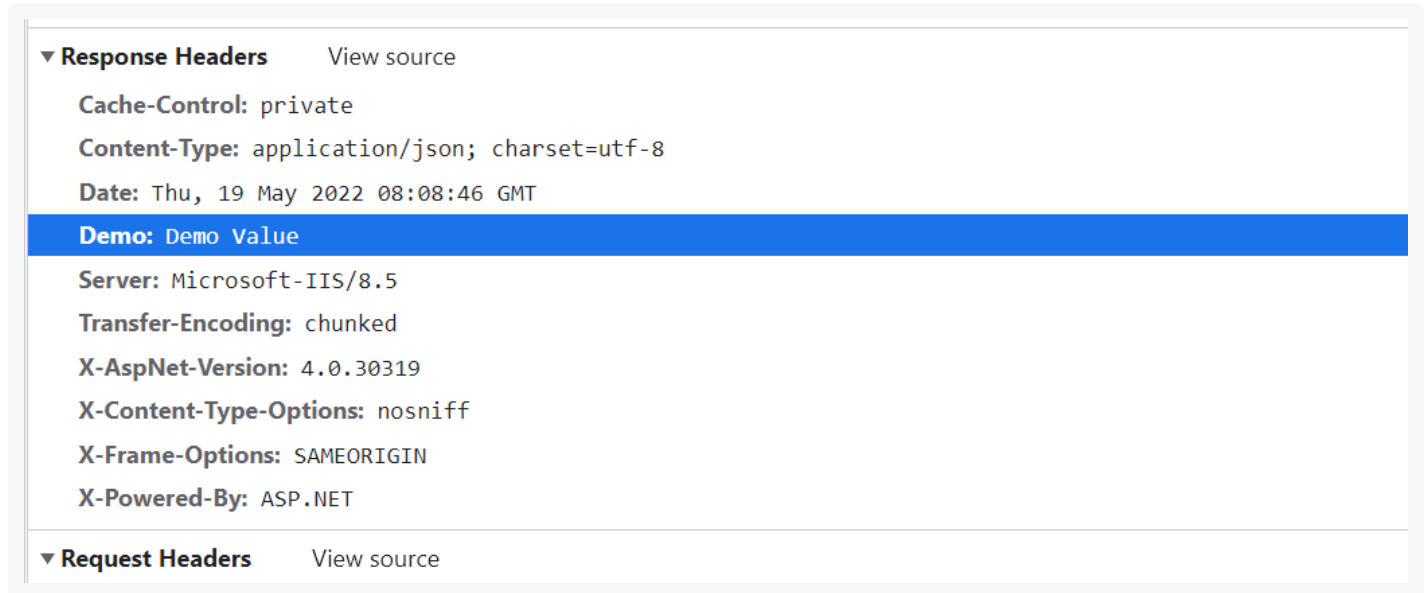 Response Headers View source
Cache-Control: private
Content-Type: application/json; charset=utf-8
Date: Thu, 19 May 2022 08:08:46 GMT
Demo: Demo Value
Server: Microsoft-IIS/8.5
Transfer-Encoding: chunked
X-AspNet-Version: 4.0.30319
X-Content-Type-Options: nosniff
X-Frame-Options: SAMEORIGIN
X-Powered-By: ASP.NET
Request Headers View source